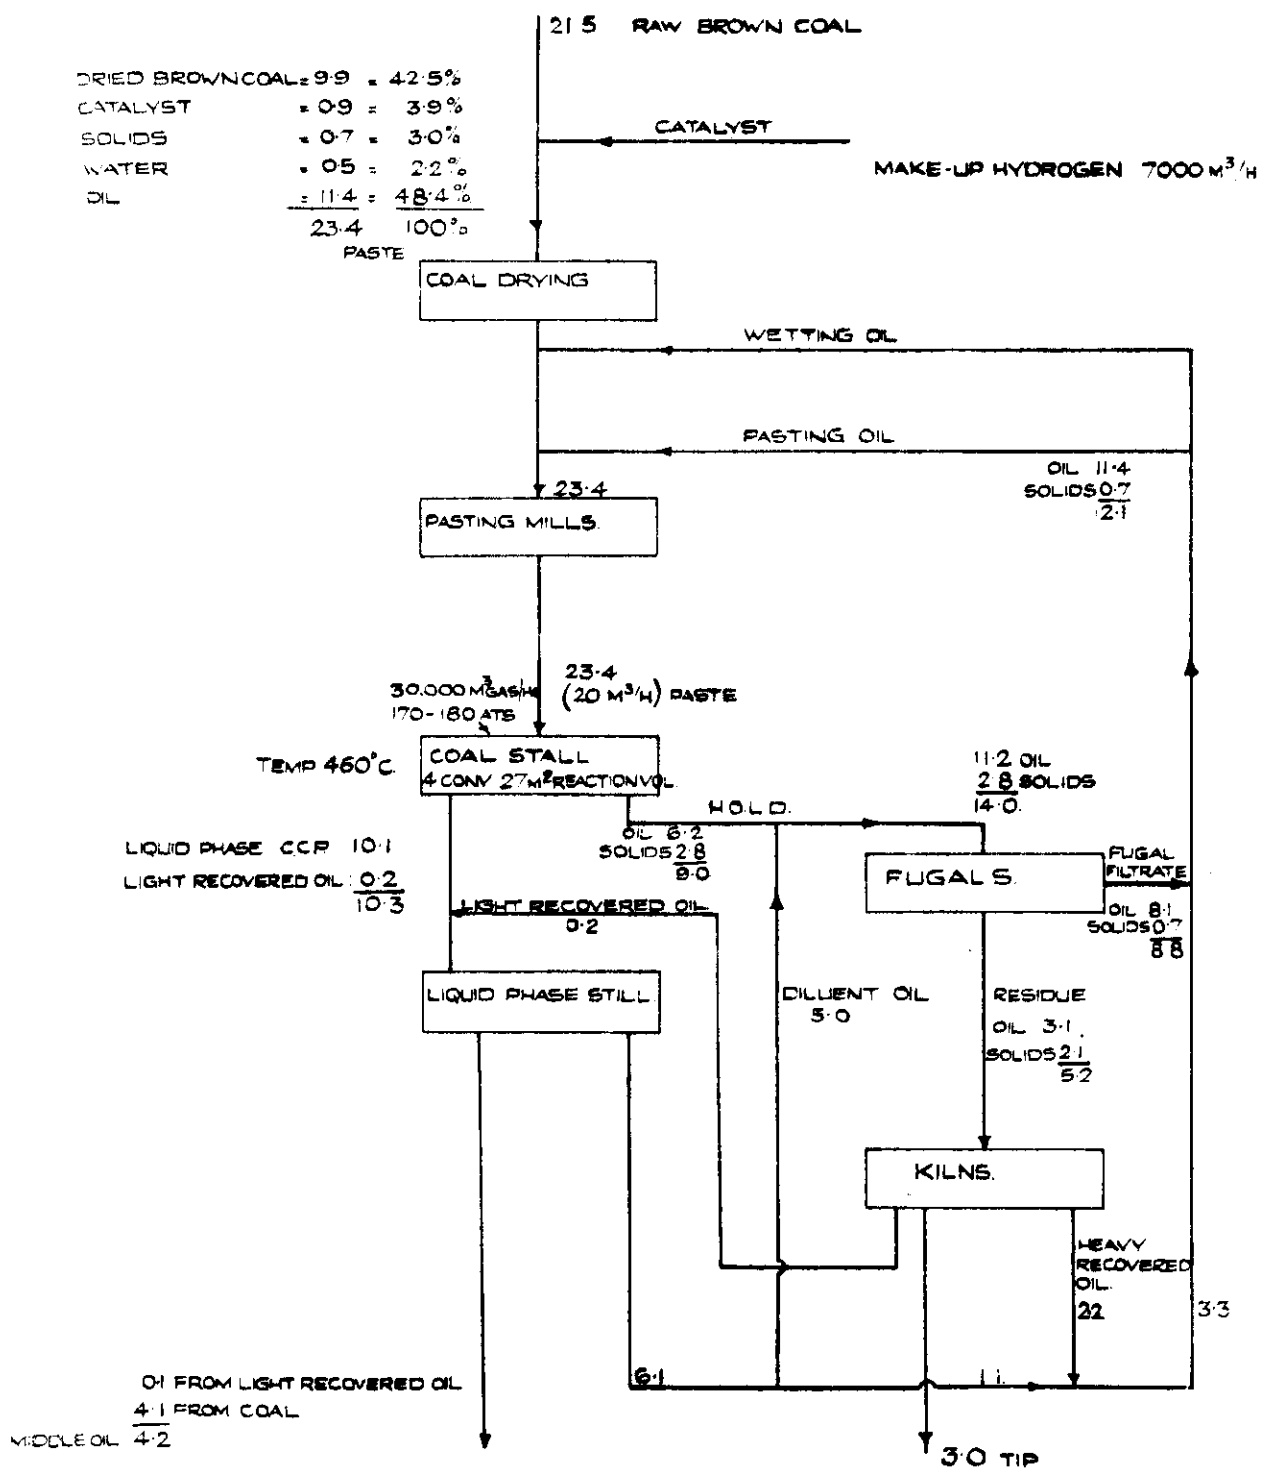 21·5 RAW BROWN COAL
DRIED BROWN COAL = 9·9 = 42·5%
CATALYST = 0·9 = 3·9%
SOLIDS = 0·7 = 3·0%
WATER = 0·5 = 2·2%
OIL = 11·4 = 48·4%
23.4 100%
PASTE
CATALYST
MAKE-UP HYDROGEN 7000 M³/H
COAL DRYING
WETTING OIL
PASTING OIL
OIL 11·4
SOLIDS 0·7
12·1
23·4
PASTING MILLS.
23·4
(20 M³/H) PASTE
30.000 M³GAS/H
170-180 ATS
TEMP 460°C.
COAL STALL
4 CONV 27M² REACTION VOL.
H.O.L.D.
OIL 6·2
SOLIDS 2·8
9·0
11·2 OIL
2·8 SOLIDS
14·0.
LIQUID PHASE C.C.P. 10·1
LIGHT RECOVERED OIL 0·2
10·3
FUGALS.
FUGAL
FILTRATE
OIL 8·1
SOLIDS 0·7
8·8
LIGHT RECOVERED OIL
0·2
LIQUID PHASE STILL.
DILUENT OIL
5·0
RESIDUE
OIL 3·1.
SOLIDS 2·1
5·2
KILNS.
HEAVY
RECOVERED
OIL.
2·2
3·3
6·1
1·1.
0·1 FROM LIGHT RECOVERED OIL
4·1 FROM COAL
MIDDLE OIL 4·2
3·0 TIP